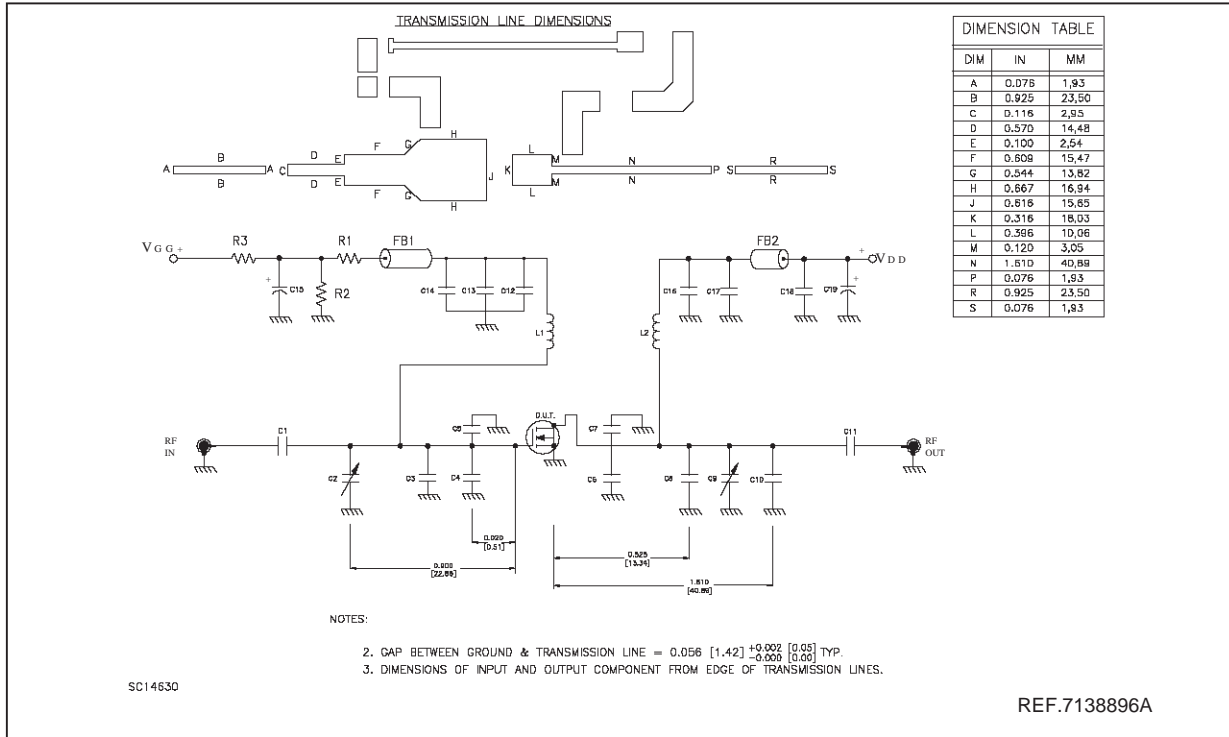 TRANSMISSION LINE DIMENSIONS
DIMENSION TABLE
DIM IN MM
A 0.076 1,93
B 0.925 23,50
C 0.116 2,95
D 0.570 14,48
E 0.100 2,54
F 0.609 15,47
G 0.544 13,82
H 0.667 16,94
J 0.616 15,65
K 0.316 18,03
L 0.396 10,06
M 0.120 3,05
N 1.610 40,89
P 0.076 1,93
R 0.925 23,50
S 0.076 1,93
H
G
F
L
D E
M
B
N
R
A A C
J K
P S S
B
D E
F
G
H
L
M
N
R
VGG+ R3 R1 FB1
FB2 + VDD
+ C15 R2 C14 C13 C12
C16 C17 C18 C19
L1 L2
RF IN C1
C6 D.U.T. C7
C11 RF OUT
C2 C3 C4
C5 C8 C9 C10
0.020
[0.51]
0.900
[22.86]
0.525
[13.34]
1.610
[40.89]
NOTES:
2. GAP BETWEEN GROUND & TRANSMISSION LINE = 0.056 [1.42] +0.002 [0.05] -0.000 [0.00] TYP.
3. DIMENSIONS OF INPUT AND OUTPUT COMPONENT FROM EDGE OF TRANSMISSION LINES.
SC14630
REF.7138896A